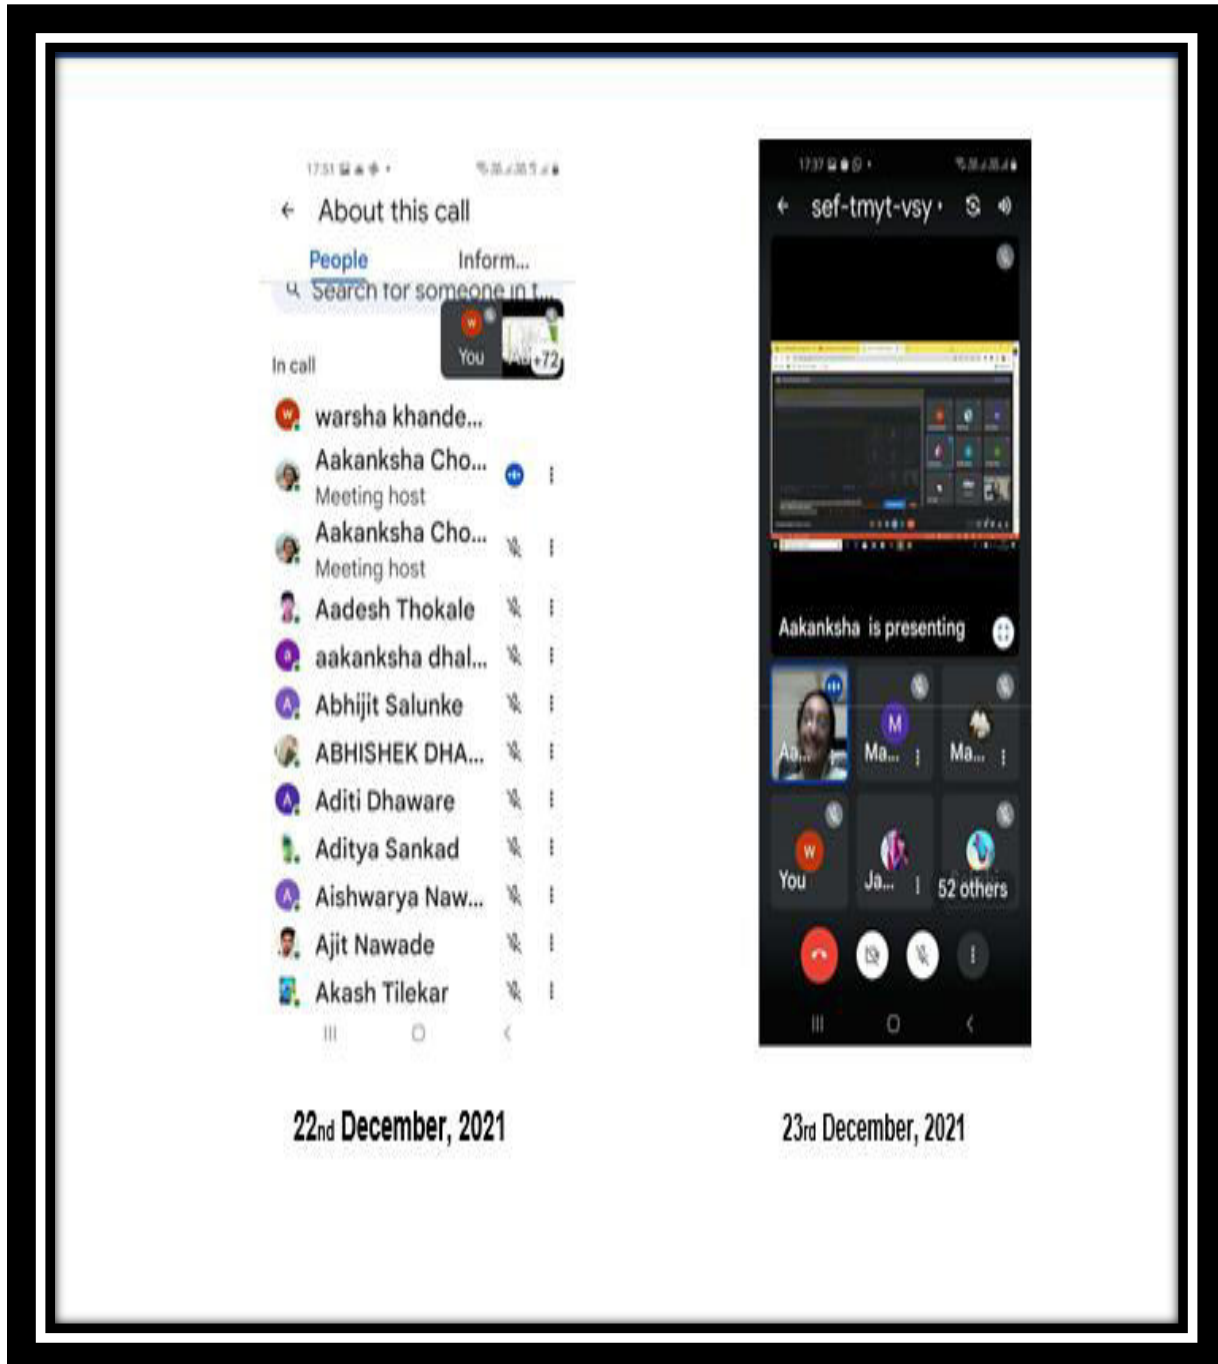 17:51
← About this call
People Inform...
Search for someone in t...
You +72
In call
warsha khande...
Aakanksha Cho...
Meeting host
Aakanksha Cho...
Meeting host
Aadesh Thokale
aakanksha dhal...
Abhijit Salunke
ABHISHEK DHA...
Aditi Dhaware
Aditya Sankad
Aishwarya Naw...
Ajit Nawade
Akash Tilekar
22nd December, 2021
17:37
sef-tmyt-vsy
Aakanksha is presenting
Aa... Ma... Ma...
M
W
You Ja... 52 others
23rd December, 2021